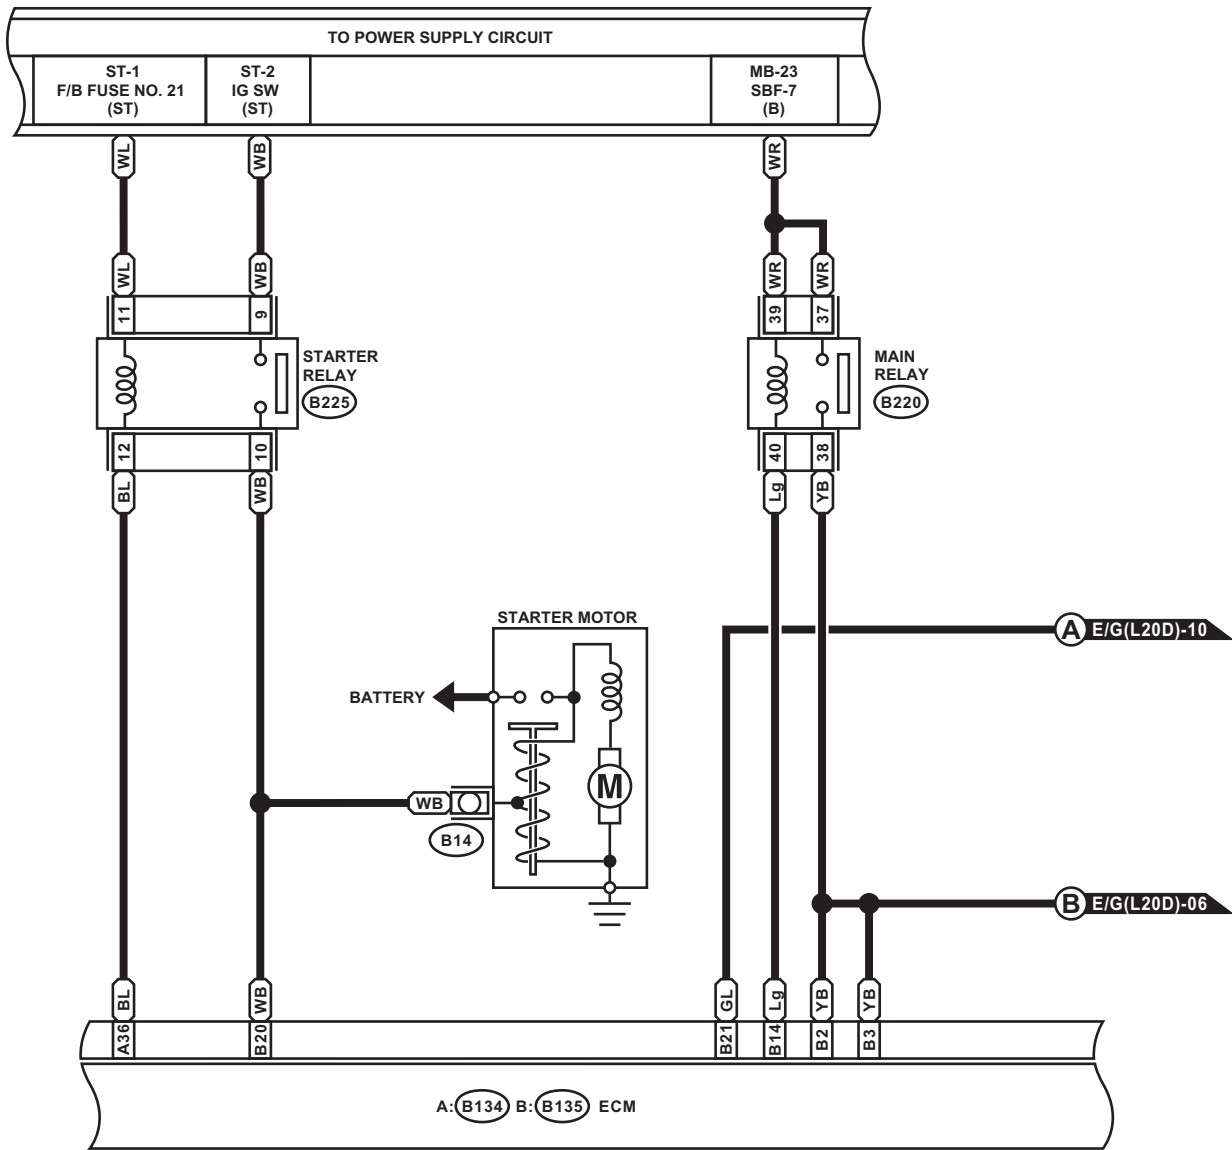 TO POWER SUPPLY CIRCUIT
ST-1
F/B FUSE NO. 21
(ST)
ST-2
IG SW
(ST)
MB-23
SBF-7
(B)
WL
WB
WR
WL
WB
WR
WR
11
9
39
37
STARTER
RELAY
B225
MAIN
RELAY
B220
12
10
40
38
BL
WB
Lg
YB
STARTER MOTOR
A
E/G(L20D)-10
BATTERY
M
WB
B14
B
E/G(L20D)-06
BL
WB
GL
Lg
YB
YB
A36
B20
B21
B14
B2
B3
A: B134 B: B135 ECM